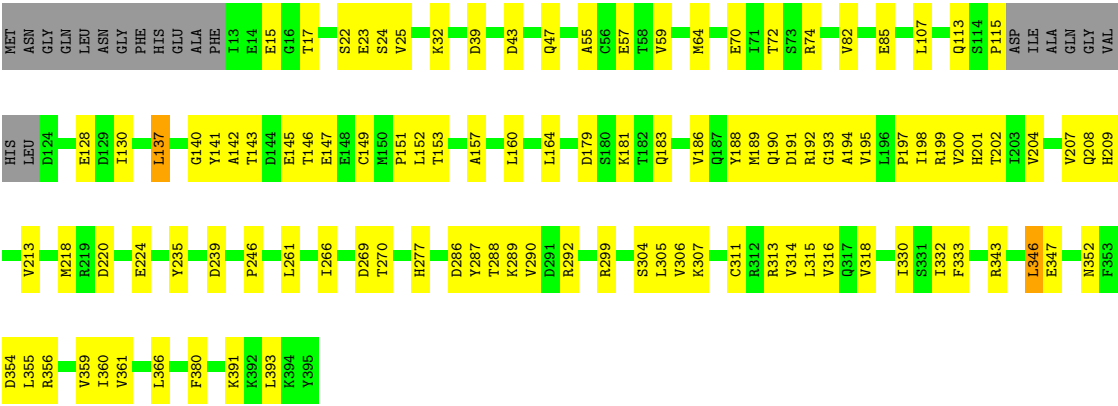 MET ASN GLY GLN LEU ASN GLY PHE HIS GLU ALA PHE I13 E14 E15 G16 T17 S22 E23 S24 V25 K32 D39 D43 Q47 A55 C56 E57 T58 V59 M64 E70 I71 T72 S73 R74 V82 E85 L107 Q113 S114 P115 ASP ILE ALA GLN GLY VAL
HIS LEU D124 E128 D129 I130 L137 G140 Y141 A142 T143 D144 E145 T146 E147 E148 C149 M150 P151 L152 T153 A157 L160 L164 D179 S180 K181 T182 Q183 V186 Q187 Y188 M189 Q190 D191 R192 G193 A194 V195 L196 P197 I198 R199 V200 H201 T202 I203 V204 V207 Q208 H209
V213 M218 R219 D220 E224 Y235 D239 P246 L261 I266 D269 T270 H277 D286 Y287 T288 K289 V290 D291 R292 R299 S304 L305 V306 K307 C311 R312 R313 V314 L315 V316 Q317 V318 I330 S331 I332 F333 R343 L346 E347 N352 F353
D354 L355 R356 V359 I360 V361 L366 F380 K391 K392 L393 K394 Y395